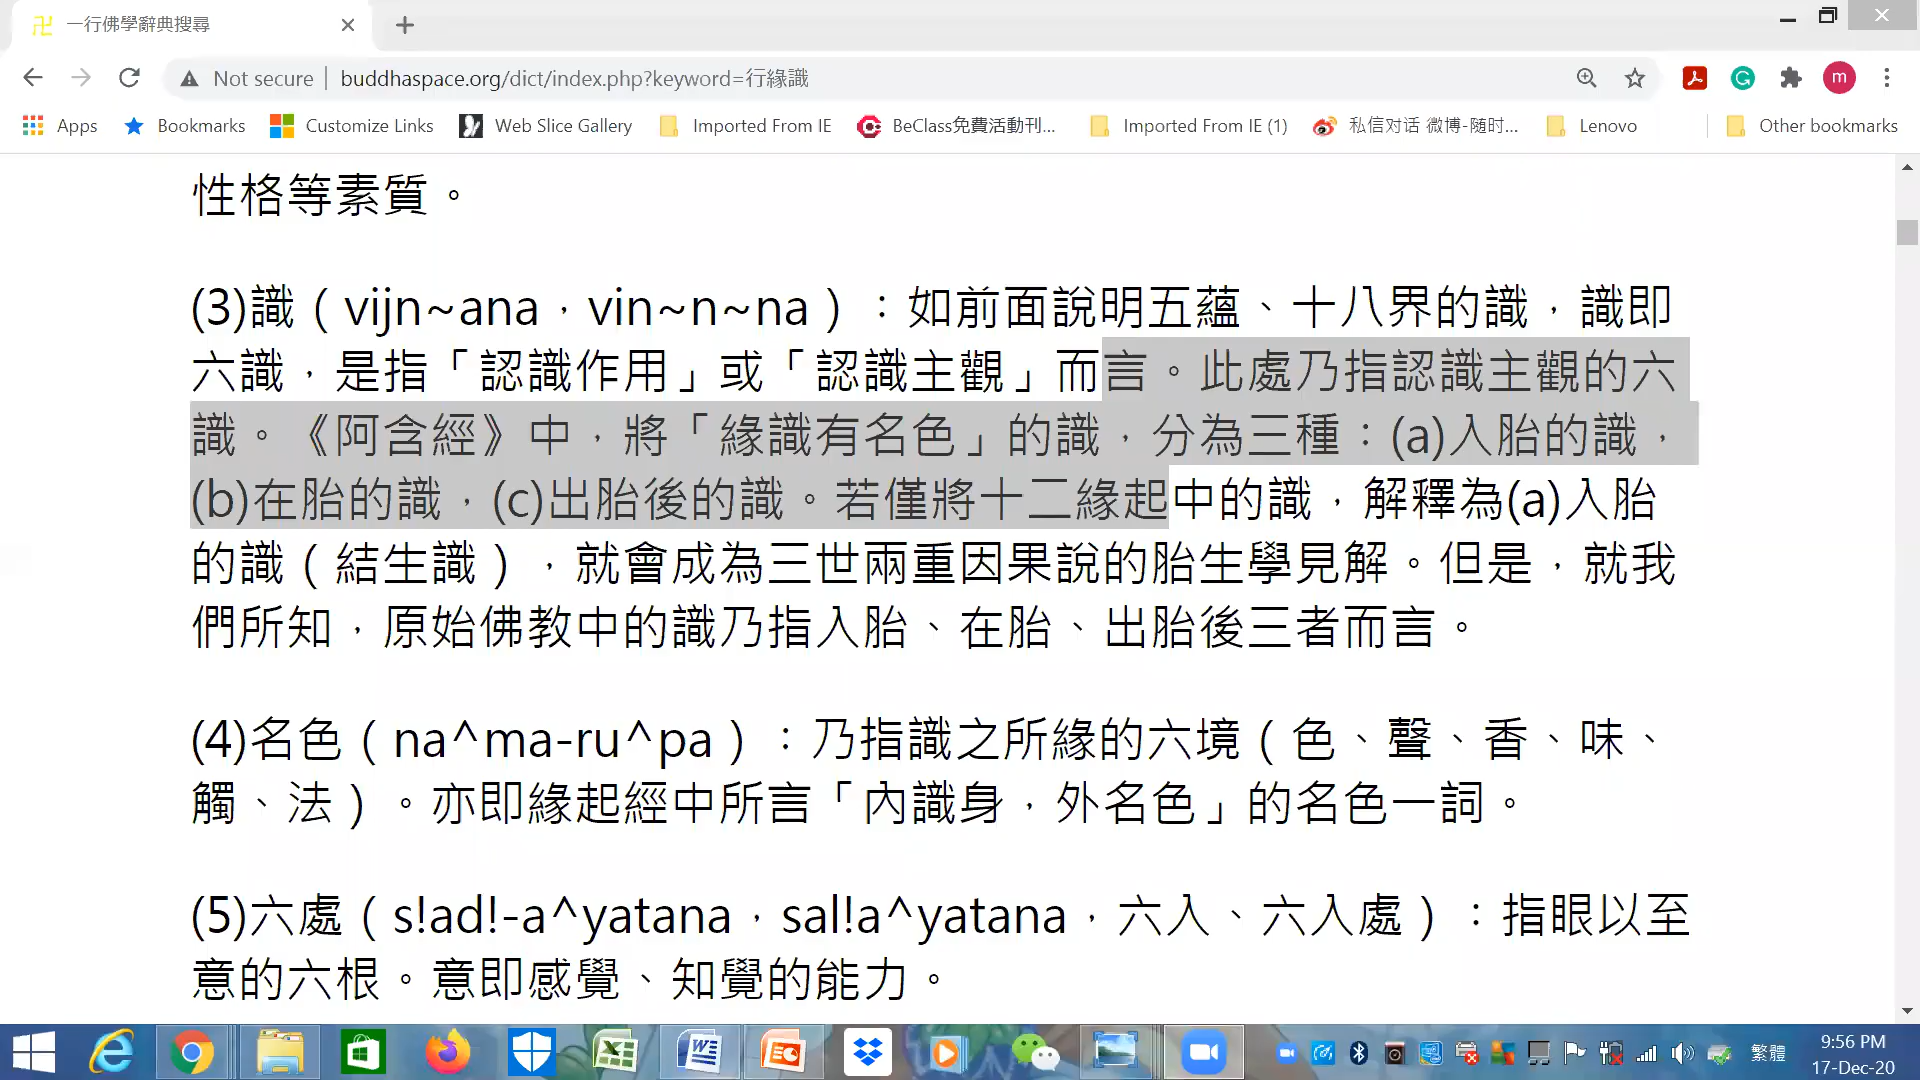 一行佛學辭典搜尋
Not secure
buddhaspace.org/dict/index.php?keyword=行緣識
m
Apps
Bookmarks
Customize Links
Web Slice Gallery
Imported From IE
BeClass免費活動刊...
Imported From IE (1)
私信对话 微博-随时...
Lenovo
Other bookmarks
性格等素質。
(3)識（vijn~ana，vin~n~na）：如前面說明五蘊、十八界的識，識即
六識，是指「認識作用」或「認識主觀」而言。此處乃指認識主觀的六
識。《阿含經》中，將「緣識有名色」的識，分為三種：(a)入胎的識，
(b)在胎的識，(c)出胎後的識。若僅將十二緣起中的識，解釋為(a)入胎
的識（結生識），就會成為三世兩重因果說的胎生學見解。但是，就我
們所知，原始佛教中的識乃指入胎、在胎、出胎後三者而言。
(4)名色（na^ma-ru^pa）：乃指識之所緣的六境（色、聲、香、味、
觸、法）。亦即緣起經中所言「內識身，外名色」的名色一詞。
(5)六處（s!ad!-a^yatana，sal!a^yatana，六入、六入處）：指眼以至
意的六根。意即感覺、知覺的能力。
繁體
9:56 PM
17-Dec-20